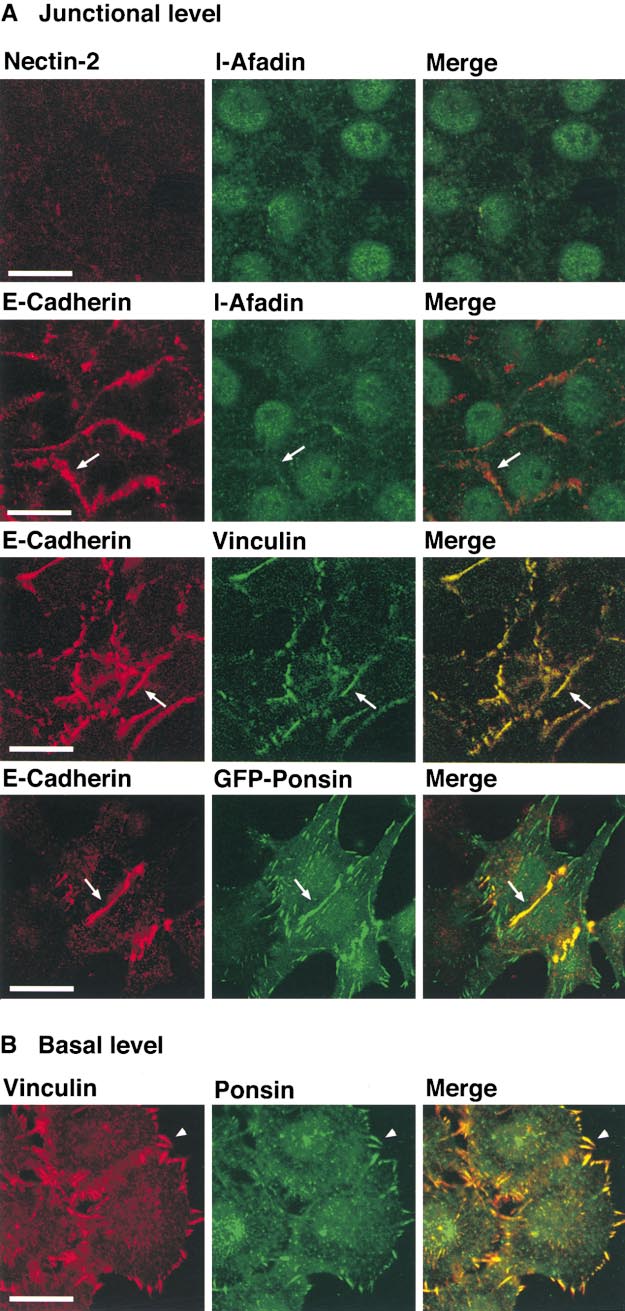 A Junctional level
Nectin-2 l-Afadin Merge
E-Cadherin l-Afadin Merge
E-Cadherin Vinculin Merge
E-Cadherin GFP-Ponsin Merge
B Basal level
Vinculin Ponsin Merge